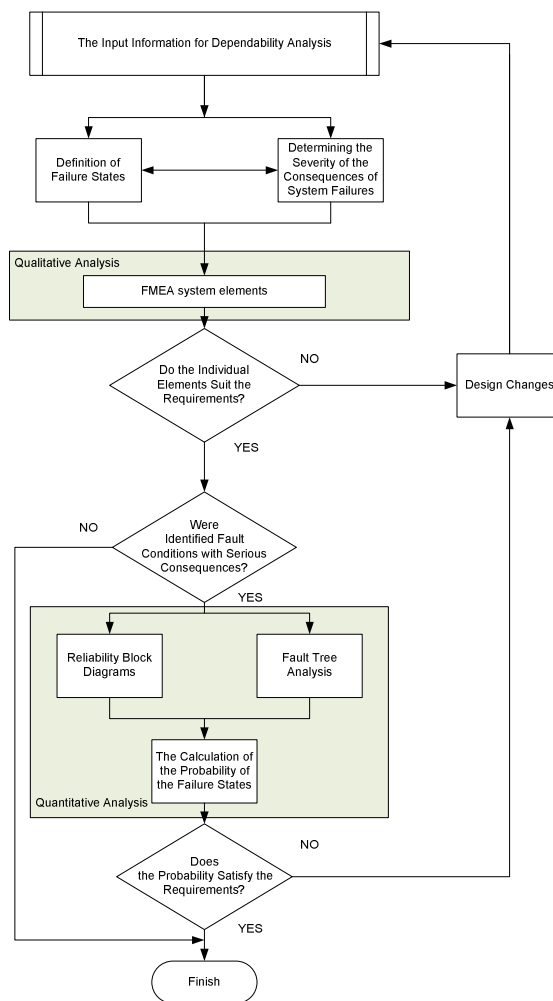 The Input Information for Dependability Analysis
Definition of
Failure States
Determining the
Severity of the
Consequences of
System Failures
Qualitative Analysis
FMEA system elements
Do the Individual
Elements Suit the
Requirements?
NO
Design Changes
YES
Were
Identified Fault
Conditions with Serious
Consequences?
NO
YES
Reliability Block
Diagrams
Fault Tree
Analysis
The Calculation of
the Probability of
the Failure States
Quantitative Analysis
Does
the Probability Satisfy the
Requirements?
NO
YES
Finish